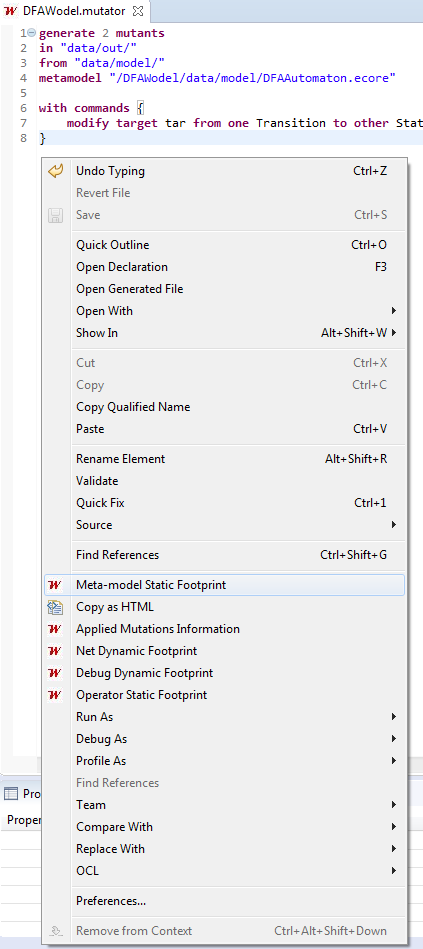 DFAWodel.mutator
1 generate 2 mutants
2 in "data/out/"
3 from "data/model/"
4 metamodel "/DFAWodel/data/model/DFAAutomaton.ecore"
5
6 with commands {
7 modify target tar from one Transition to other Stat
8 }
Undo Typing Ctrl+Z
Revert File
Save Ctrl+S
Quick Outline Ctrl+O
Open Declaration F3
Open Generated File
Open With
Show In Alt+Shift+W
Cut Ctrl+X
Copy Ctrl+C
Copy Qualified Name
Paste Ctrl+V
Rename Element Alt+Shift+R
Validate
Quick Fix Ctrl+1
Source
Find References Ctrl+Shift+G
Meta-model Static Footprint
Copy as HTML
Applied Mutations Information
Net Dynamic Footprint
Debug Dynamic Footprint
Operator Static Footprint
Run As
Debug As
Profile As
Find References
Team
Compare With
Replace With
OCL
Preferences...
Remove from Context Ctrl+Alt+Shift+Down
Pro
Proper